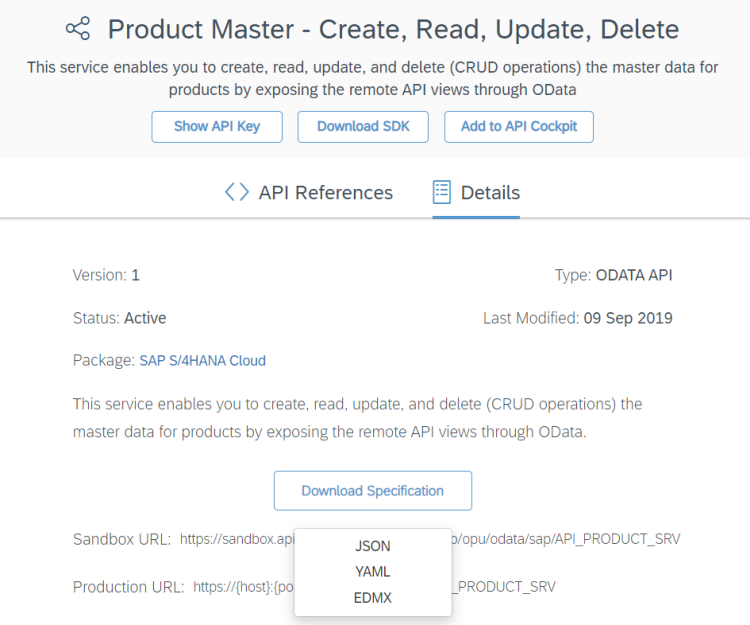 Product Master - Create, Read, Update, Delete
This service enables you to create, read, update, and delete (CRUD operations) the master data for
products by exposing the remote API views through OData
Show API Key Download SDK Add to API Cockpit
API References Details
Version: 1 Type: ODATA API
Status: Active Last Modified: 09 Sep 2019
Package: SAP S/4HANA Cloud
This service enables you to create, read, update, and delete (CRUD operations) the
master data for products by exposing the remote API views through OData.
Download Specification
Sandbox URL: https://sandbox.api /opu/odata/sap/API_PRODUCT_SRV
JSON
YAML
Production URL: https://{host}:{po _PRODUCT_SRV
EDMX